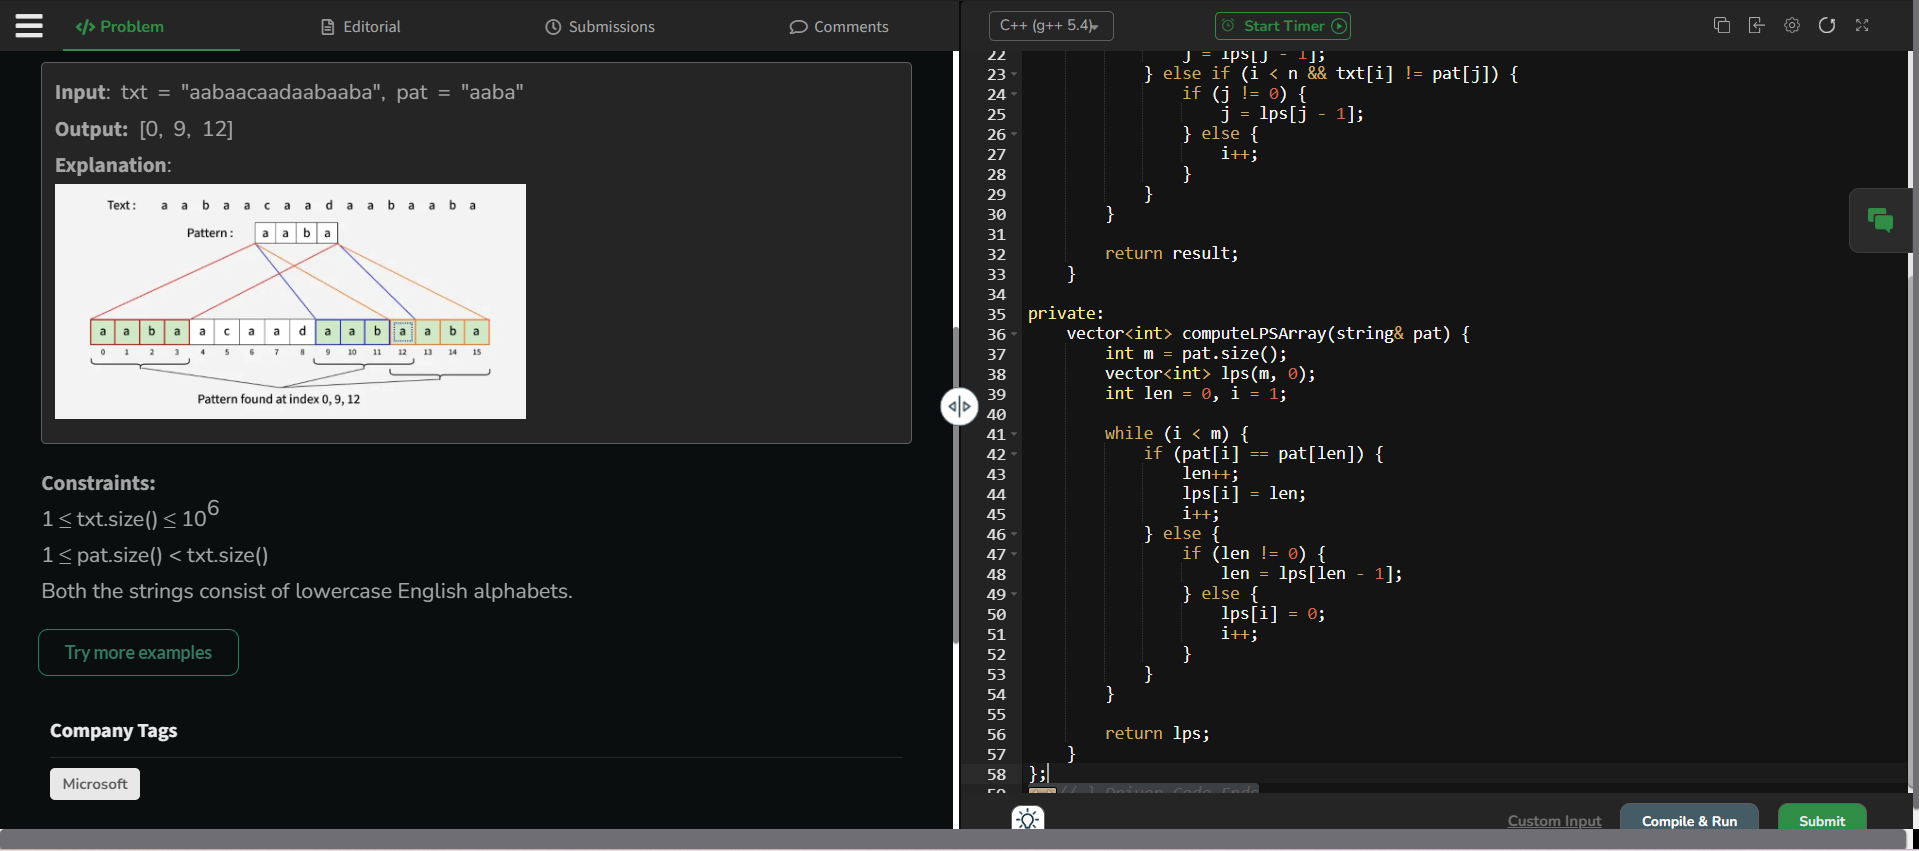 Problem
Editorial
Submissions
Comments
Input: txt = "aabaacaadaabaaba", pat = "aaba"
Output: [0, 9, 12]
Explanation:
Text : a a b a a c a a d a a b a a b a
Pattern : a a b a
a a b a a c a a d a a b a a b a
0 1 2 3 4 5 6 7 8 9 10 11 12 13 14 15
Pattern found at index 0, 9, 12
Constraints:
1 ≤ txt.size() ≤ 10^6
1 ≤ pat.size() < txt.size()
Both the strings consist of lowercase English alphabets.
Try more examples
Company Tags
Microsoft
C++ (g++ 5.4)
Start Timer
22 j = lps[j - 1];
23 } else if (i < n && txt[i] != pat[j]) {
24 if (j != 0) {
25 j = lps[j - 1];
26 } else {
27 i++;
28 }
29 }
30 }
31
32 return result;
33 }
34
35 private:
36 vector<int> computeLPSArray(string& pat) {
37 int m = pat.size();
38 vector<int> lps(m, 0);
39 int len = 0, i = 1;
40
41 while (i < m) {
42 if (pat[i] == pat[len]) {
43 len++;
44 lps[i] = len;
45 i++;
46 } else {
47 if (len != 0) {
48 len = lps[len - 1];
49 } else {
50 lps[i] = 0;
51 i++;
52 }
53 }
54 }
55
56 return lps;
57 }
58 };
59 // } Driver Code Ends
Custom Input
Compile & Run
Submit